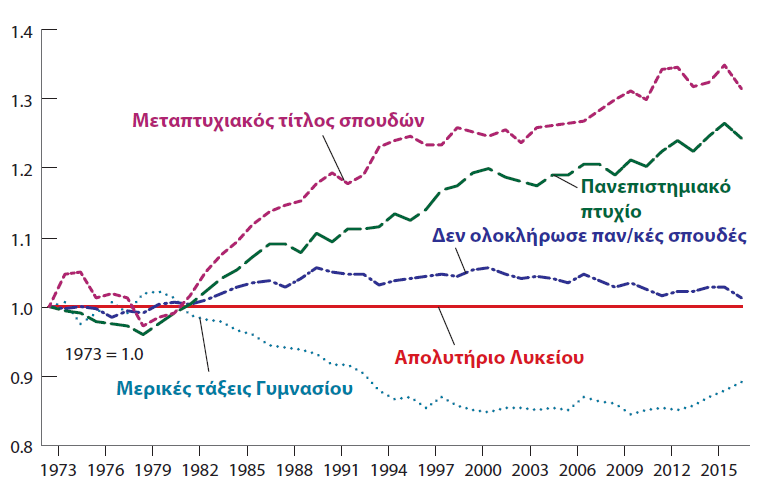 1.4
1.3
Μεταπτυχιακός τίτλος σπουδών
1.2
Πανεπιστημιακό
πτυχίο
1.1
Δεν ολοκλήρωσε παν/κές σπουδές
1.0
1973 = 1.0
Απολυτήριο Λυκείου
0.9
Μερικές τάξεις Γυμνασίου
0.8
1973 1976 1979 1982 1985 1988 1991 1994 1997 2000 2003 2006 2009 2012 2015